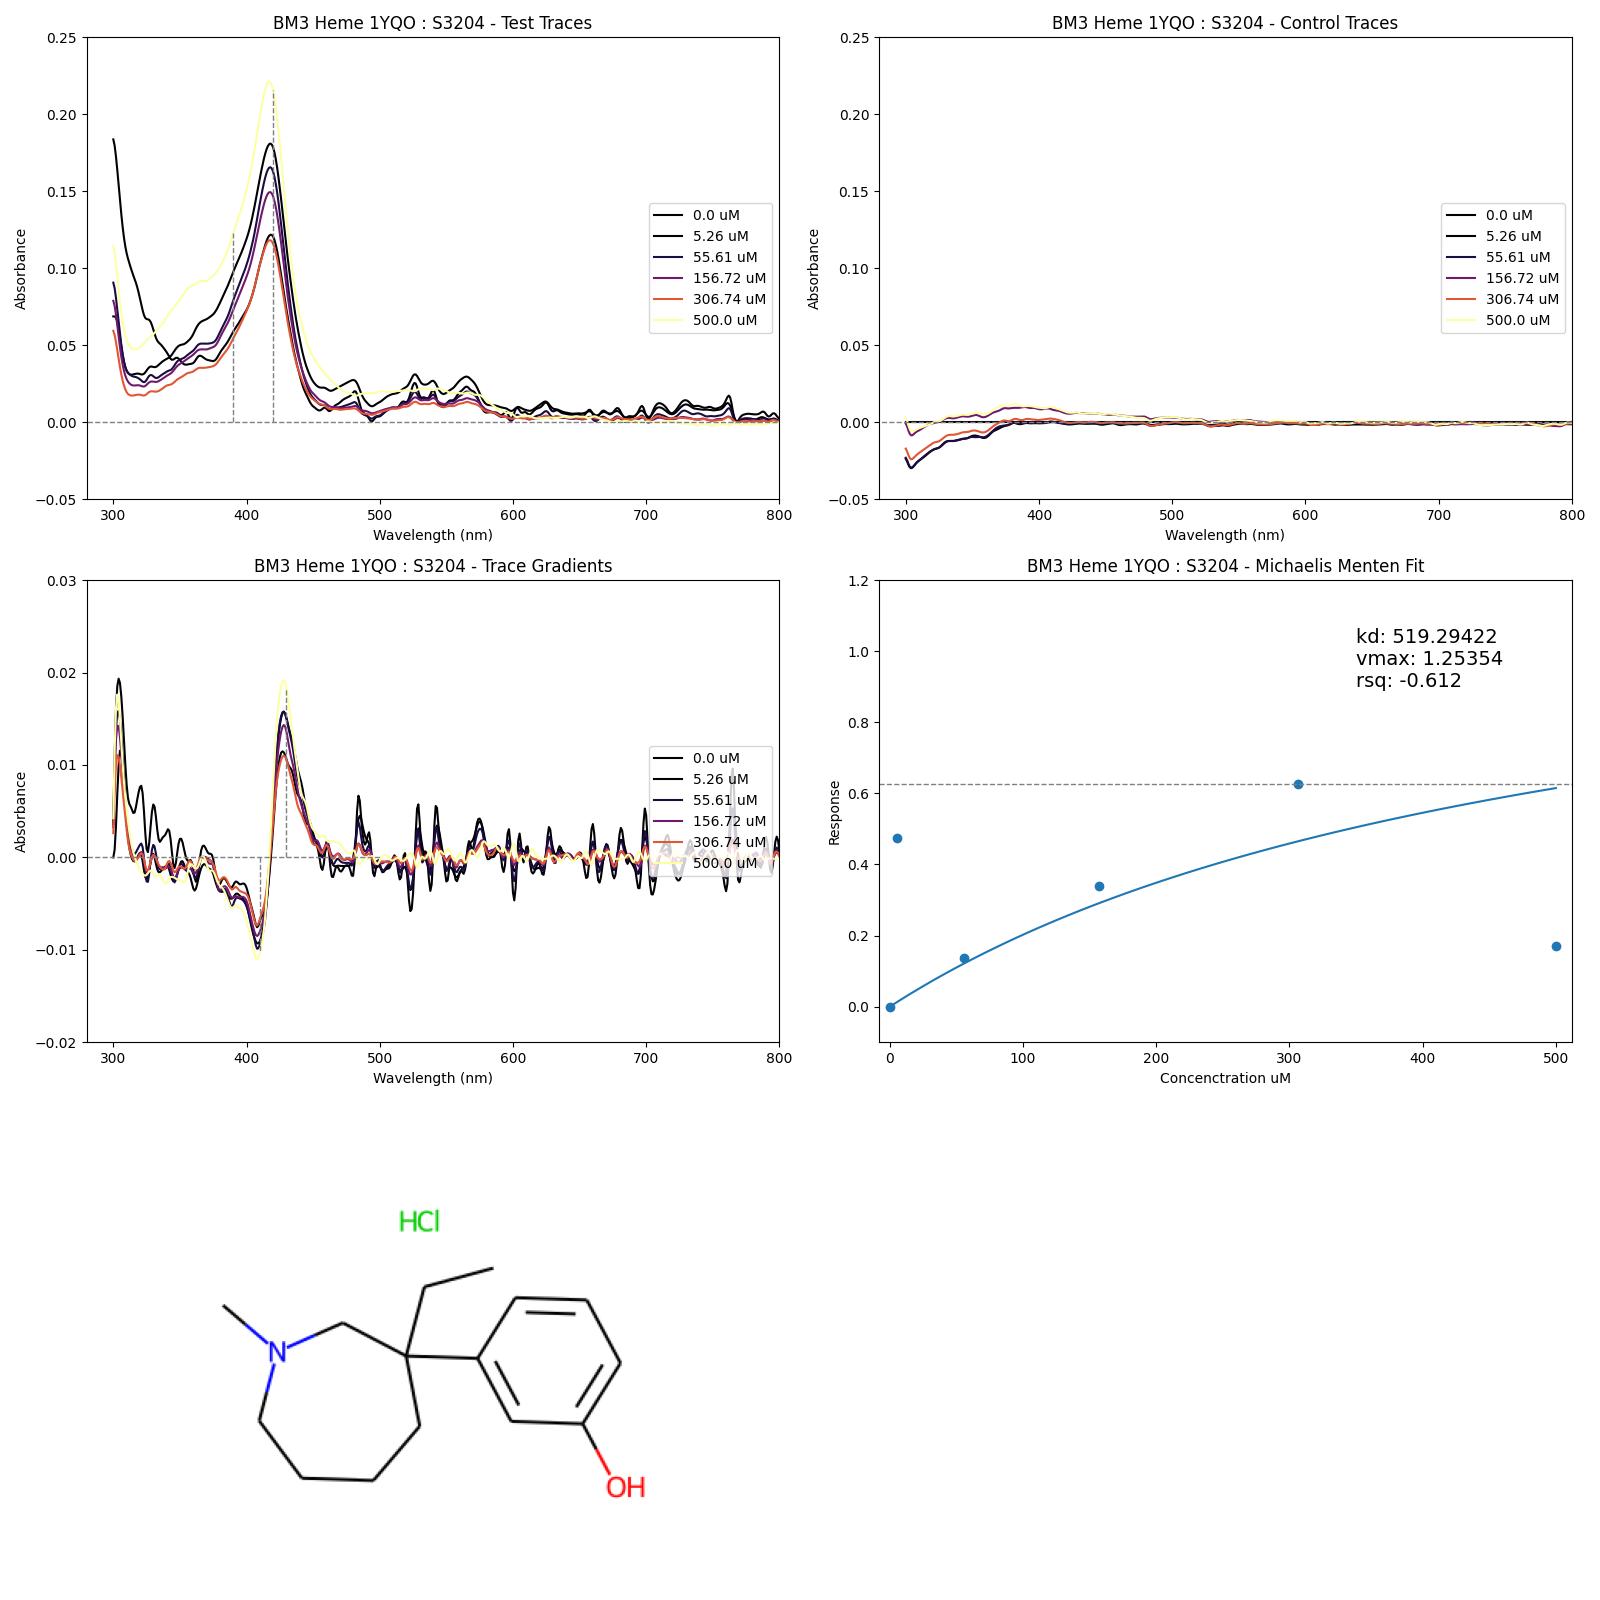 BM3 Heme 1YQO : S3204 - Test Traces
0.25
0.20
0.15
0.10
0.05
0.00
−0.05
Absorbance
300 400 500 600 700 800
Wavelength (nm)
0.0 uM
5.26 uM
55.61 uM
156.72 uM
306.74 uM
500.0 uM
BM3 Heme 1YQO : S3204 - Control Traces
0.25
0.20
0.15
0.10
0.05
0.00
−0.05
Absorbance
300 400 500 600 700 800
Wavelength (nm)
0.0 uM
5.26 uM
55.61 uM
156.72 uM
306.74 uM
500.0 uM
BM3 Heme 1YQO : S3204 - Trace Gradients
0.03
0.02
0.01
0.00
−0.01
−0.02
Absorbance
300 400 500 600 700 800
Wavelength (nm)
0.0 uM
5.26 uM
55.61 uM
156.72 uM
306.74 uM
500.0 uM
BM3 Heme 1YQO : S3204 - Michaelis Menten Fit
1.2
1.0
0.8
0.6
0.4
0.2
0.0
Response
kd: 519.29422
vmax: 1.25354
rsq: -0.612
0 100 200 300 400 500
Concenctration uM
HCl
N
OH